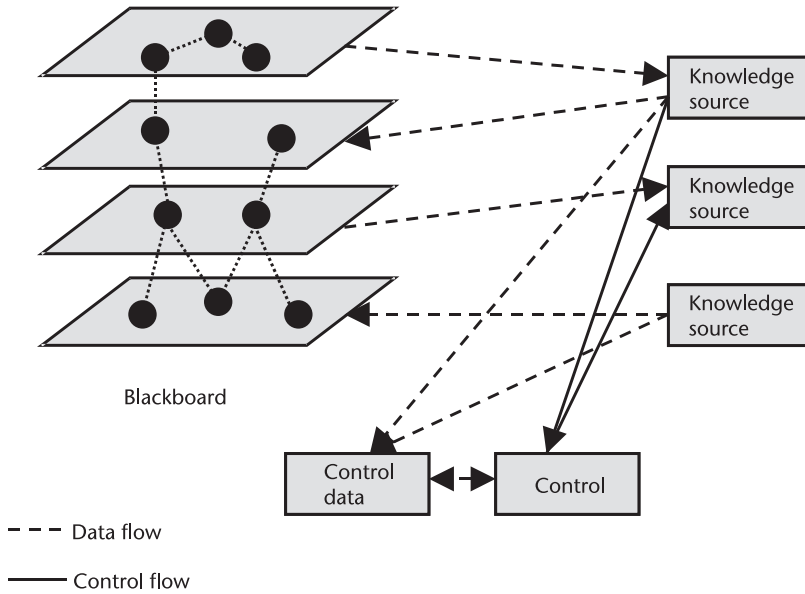 Knowledge
source
Knowledge
source
Knowledge
source
Blackboard
Control
data
Control
Data flow
Control flow